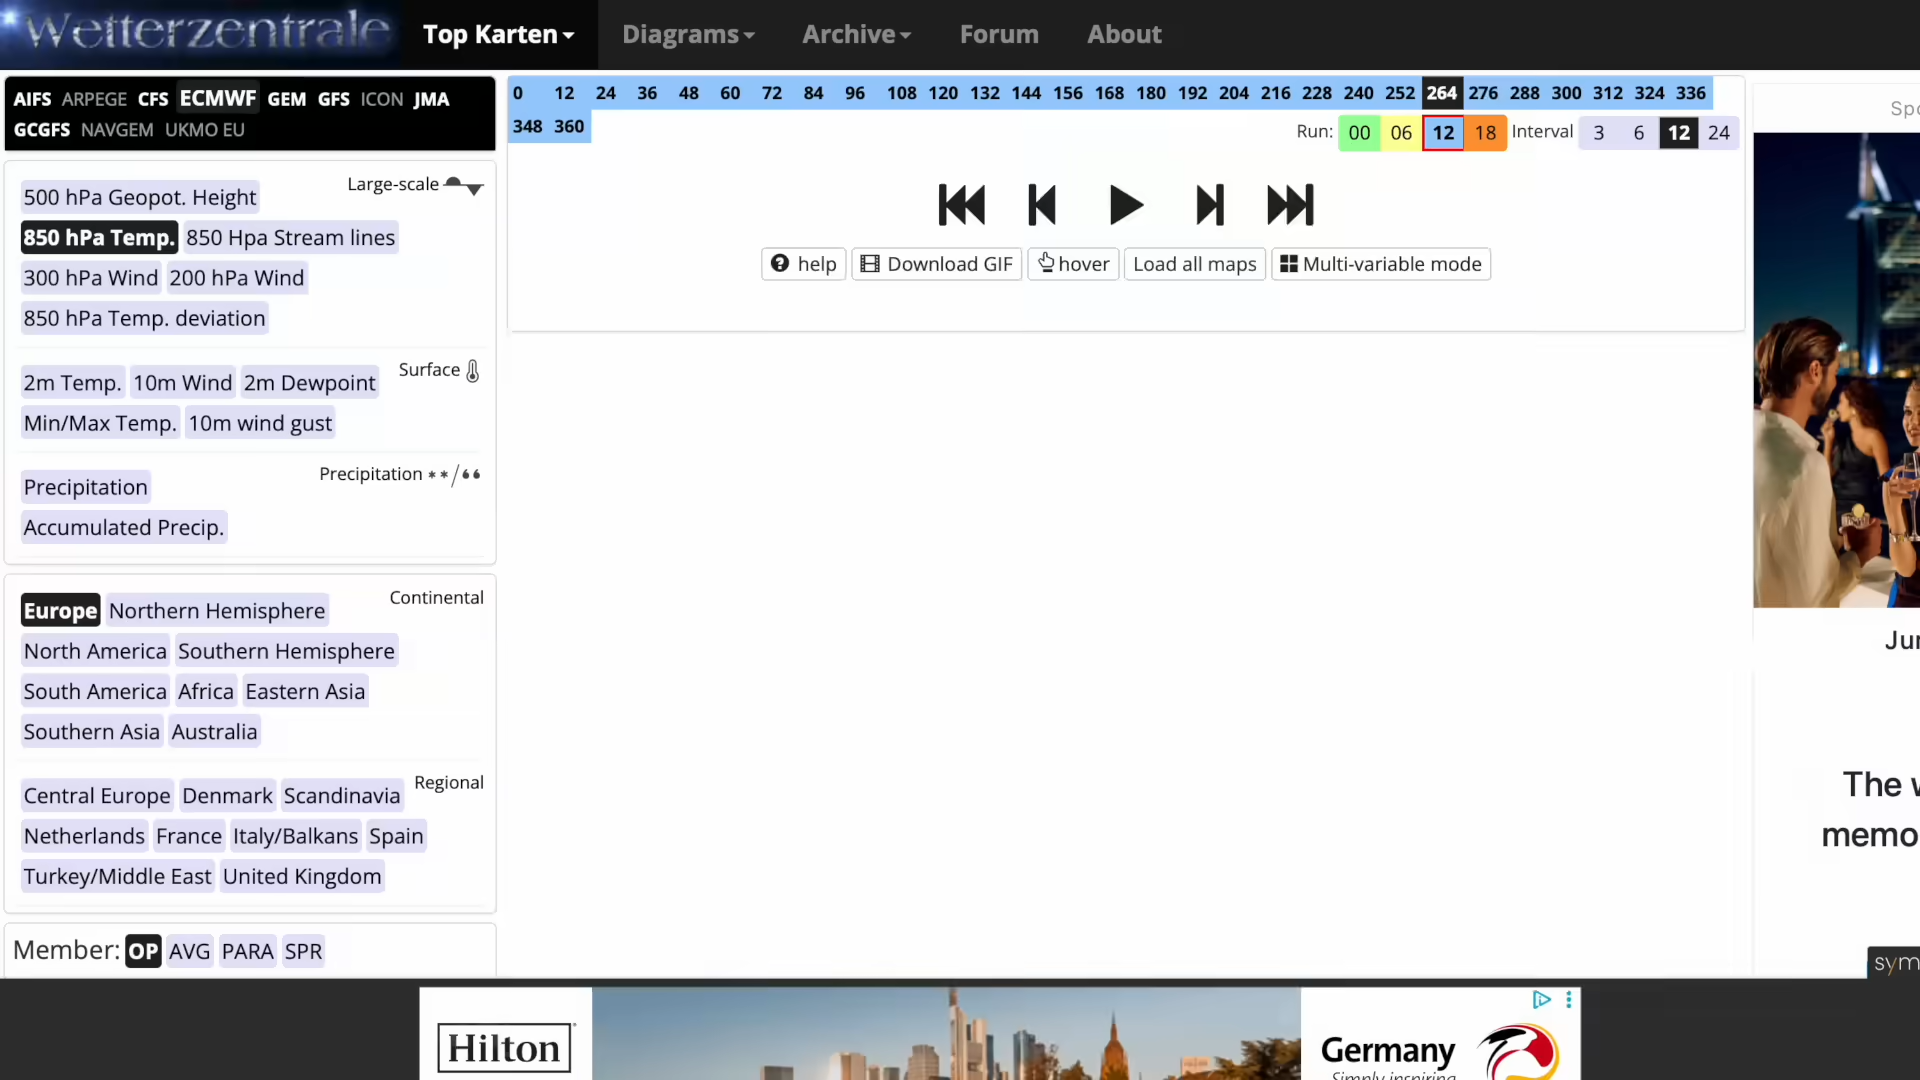 Wetterzentrale Top Karten Diagrams Archive Forum About
AIFS ARPEGE CFS ECMWF GEM GFS ICON JMA
GCGFS NAVGEM UKMO EU
Large-scale
500 hPa Geopot. Height
850 hPa Temp. 850 Hpa Stream lines
300 hPa Wind 200 hPa Wind
850 hPa Temp. deviation
Surface
2m Temp. 10m Wind 2m Dewpoint
Min/Max Temp. 10m wind gust
Precipitation **/
Precipitation
Accumulated Precip.
Continental
Europe Northern Hemisphere
North America Southern Hemisphere
South America Africa Eastern Asia
Southern Asia Australia
Regional
Central Europe Denmark Scandinavia
Netherlands France Italy/Balkans Spain
Turkey/Middle East United Kingdom
Member: OP AVG PARA SPR
0 12 24 36 48 60 72 84 96 108 120 132 144 156 168 180 192 204 216 228 240 252 264 276 288 300 312 324 336
348 360
Run: 00 06 12 18 Interval 3 6 12 24
help Download GIF hover Load all maps Multi-variable mode
Spo
Jun
The w
memo
sym
Hilton
Germany
Simply inspiring